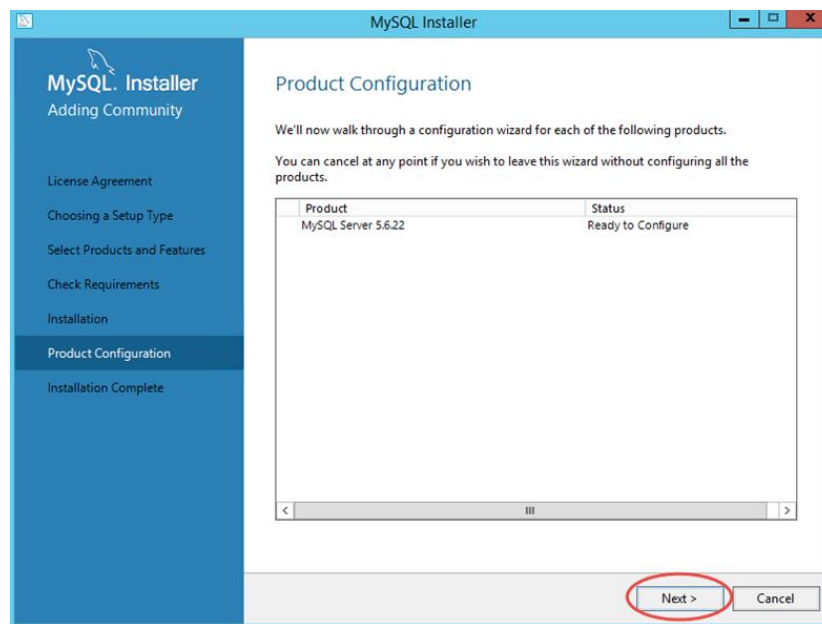 MySQL Installer
MySQL. Installer
Adding Community
License Agreement
Choosing a Setup Type
Select Products and Features
Check Requirements
Installation
Product Configuration
Installation Complete
Product Configuration
We'll now walk through a configuration wizard for each of the following products.
You can cancel at any point if you wish to leave this wizard without configuring all the
products.
Product Status
MySQL Server 5.6.22 Ready to Configure
Next > Cancel